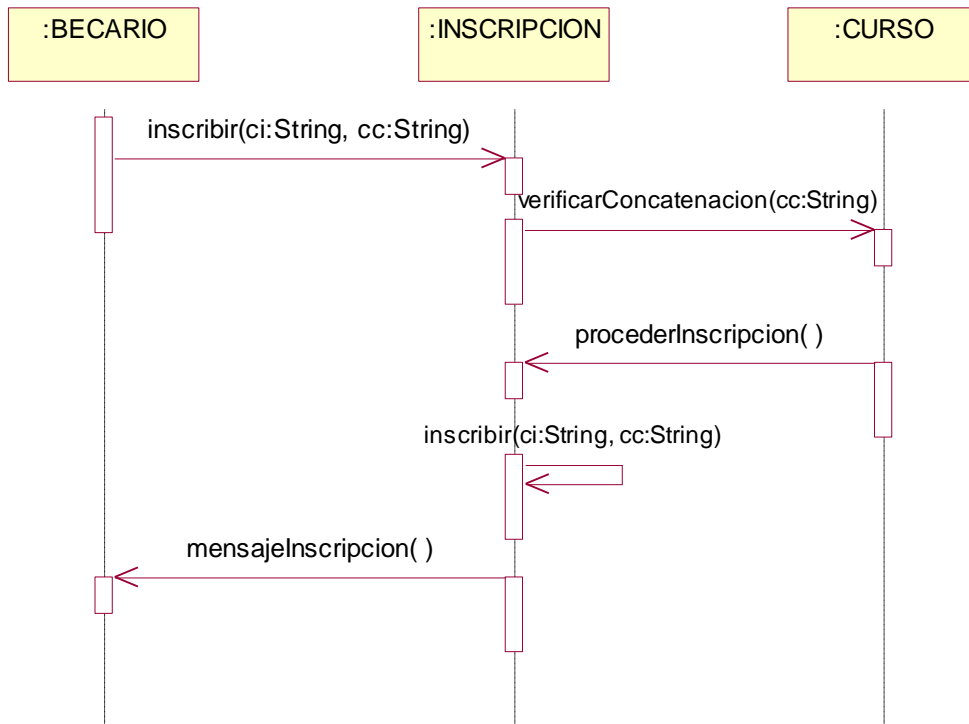 :BECARIO
:INSCRIPCION
:CURSO
inscribir(ci:String, cc:String)
verificarConcatenacion(cc:String)
procederInscripcion( )
inscribir(ci:String, cc:String)
mensajeInscripcion( )